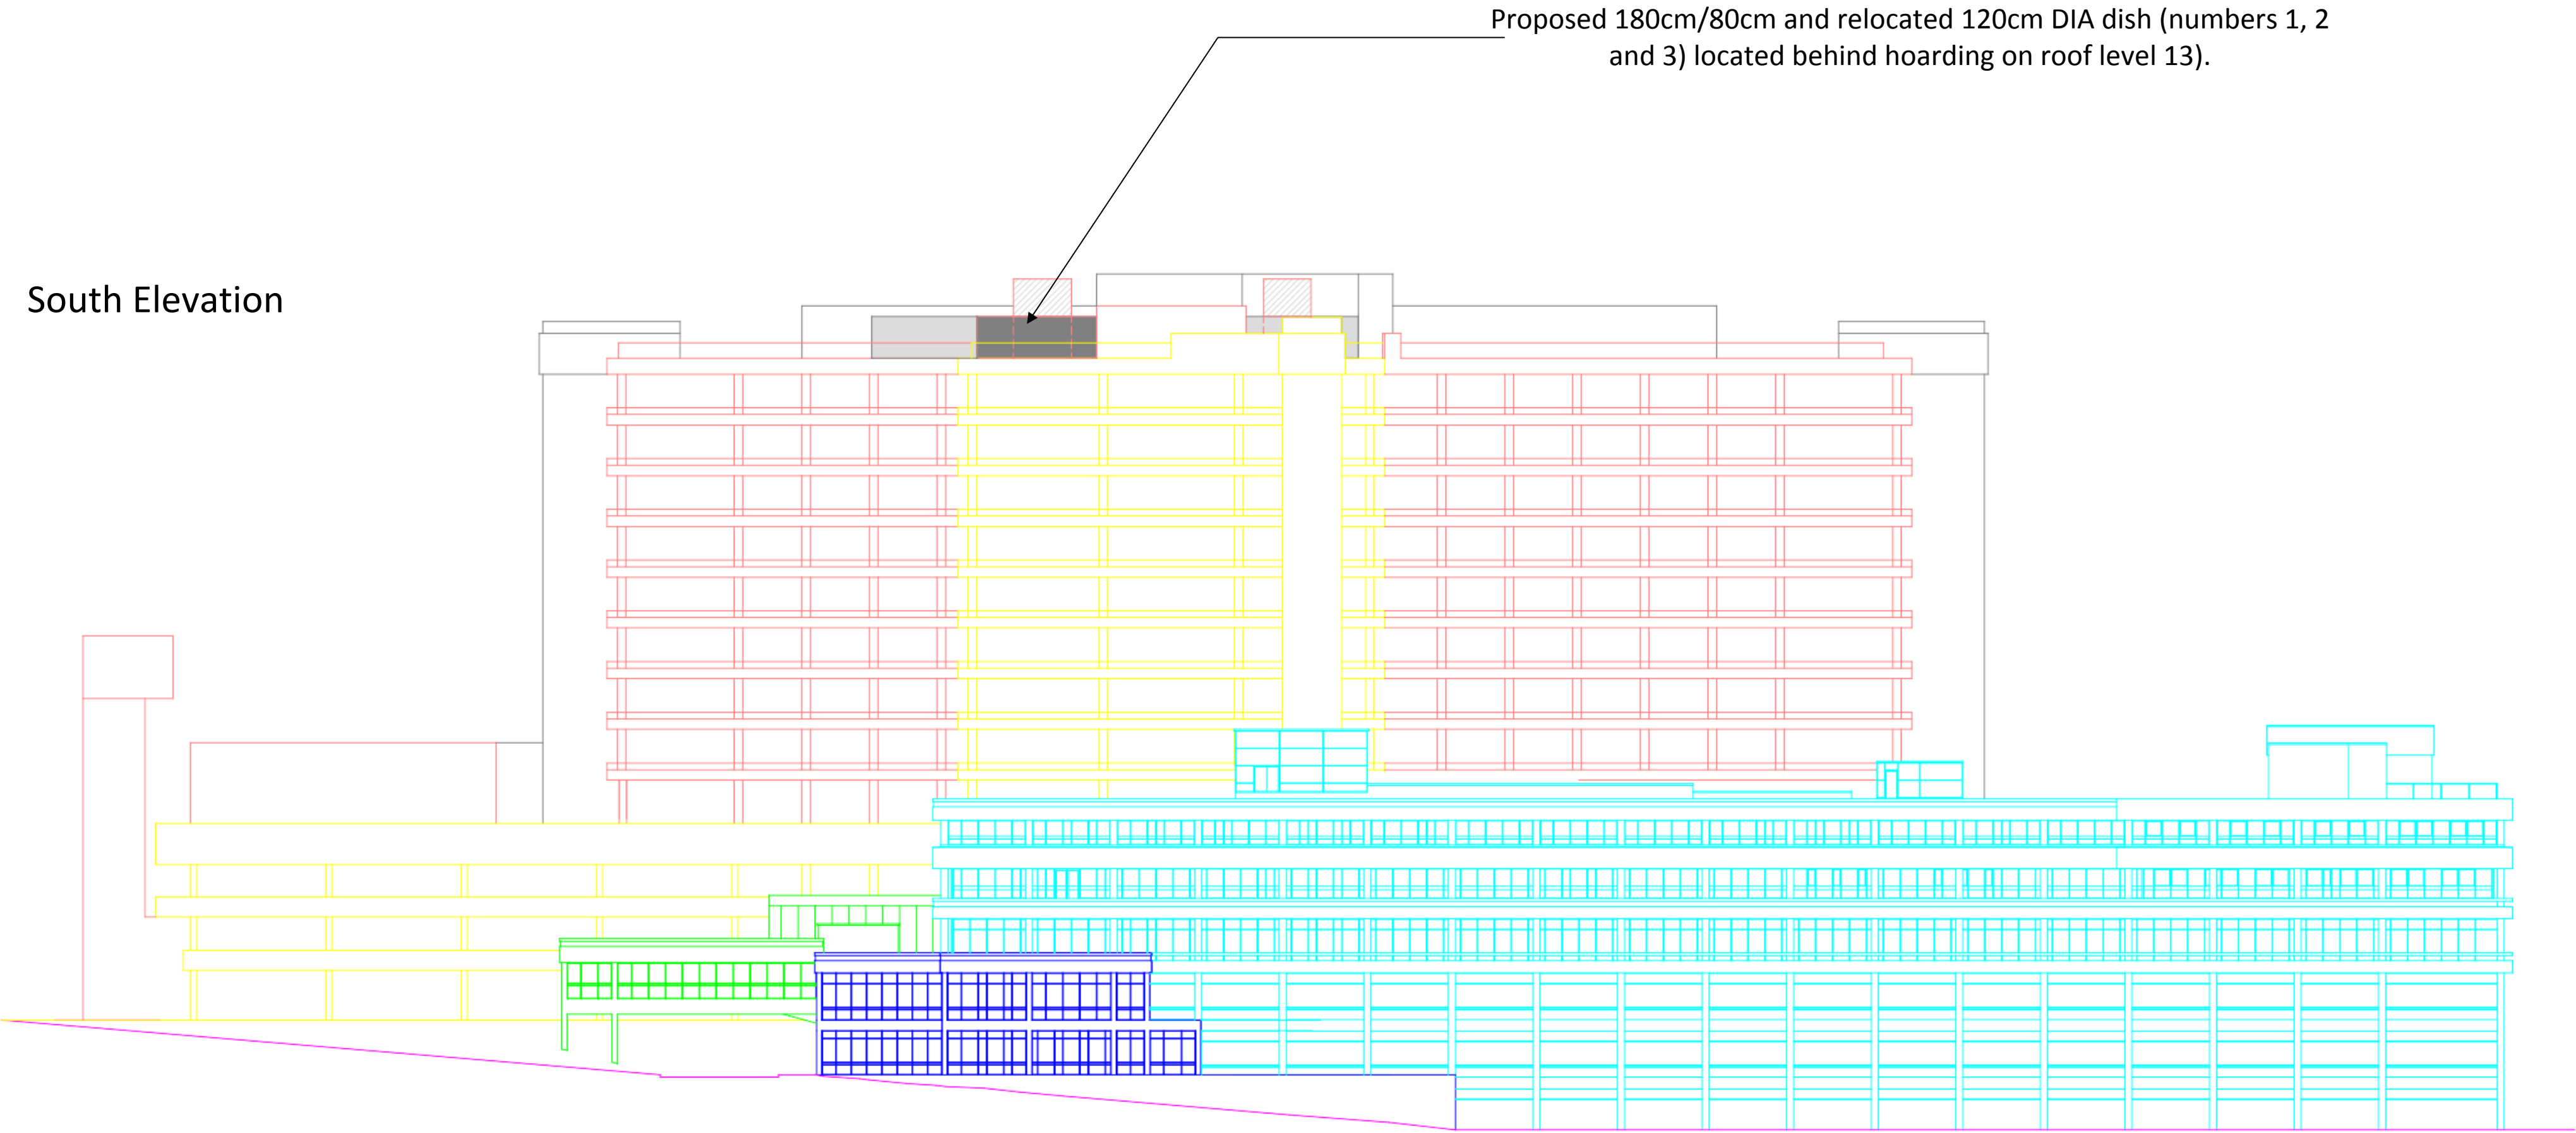 Proposed 180cm/80cm and relocated 120cm DIA dish (numbers 1, 2
and 3) located behind hoarding on roof level 13).
South Elevation